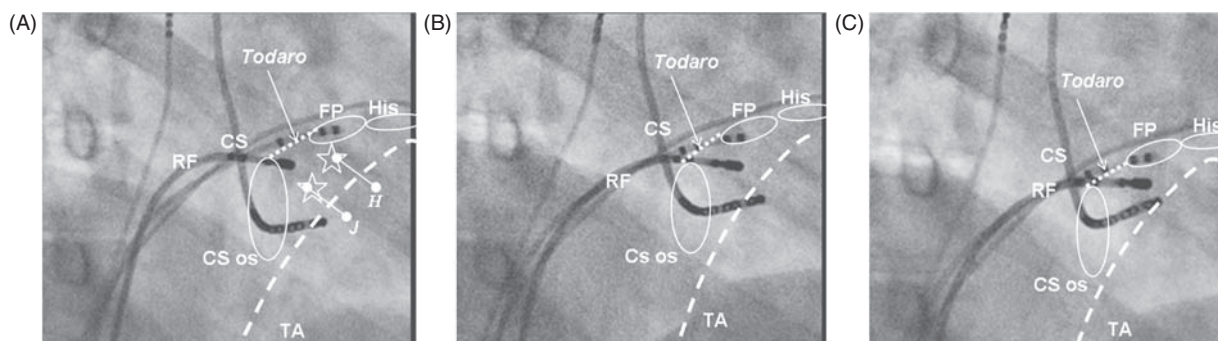 (A)
Todaro
FP
His
CS
RF
H
J
CS os
TA
(B)
Todaro
FP
His
CS
RF
Cs os
TA
(C)
Todaro
FP
His
CS
RF
CS os
TA